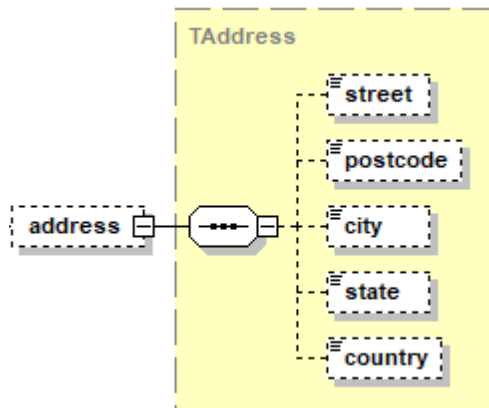 TAddress
street
postcode
address
city
state
country